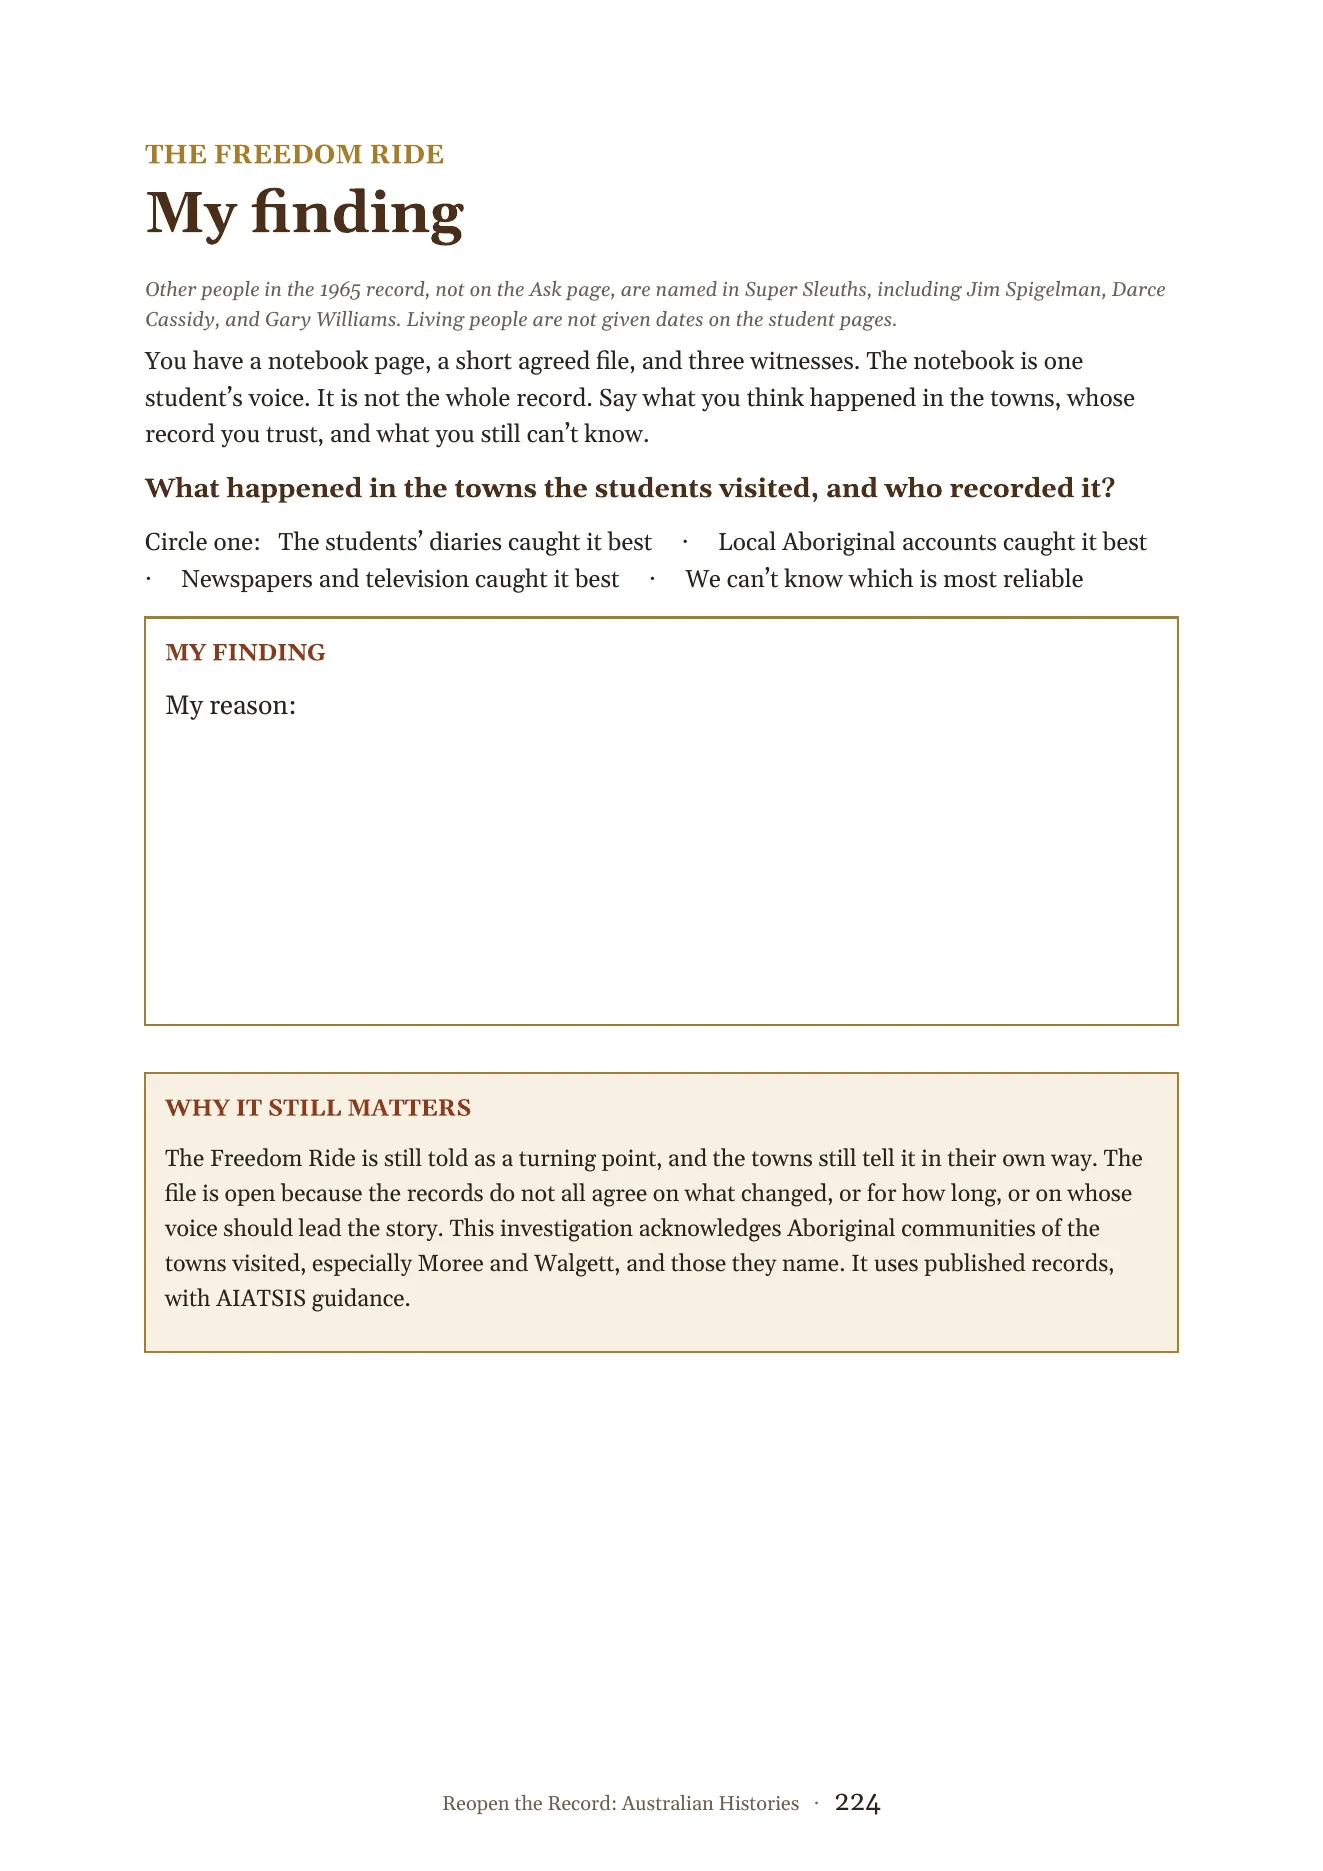 THE FREEDOM RIDE
My finding
Other people in the 1965 record, not on the Ask page, are named in Super Sleuths, including Jim Spigelman, Darce
Cassidy, and Gary Williams. Living people are not given dates on the student pages.
You have a notebook page, a short agreed file, and three witnesses. The notebook is one
student’s voice. It is not the whole record. Say what you think happened in the towns, whose
record you trust, and what you still can’t know.
What happened in the towns the students visited, and who recorded it?
Circle one: The students’ diaries caught it best · Local Aboriginal accounts caught it best
· Newspapers and television caught it best · We can’t know which is most reliable
MY FINDING
My reason:
WHY IT STILL MATTERS
The Freedom Ride is still told as a turning point, and the towns still tell it in their own way. The
file is open because the records do not all agree on what changed, or for how long, or on whose
voice should lead the story. This investigation acknowledges Aboriginal communities of the
towns visited, especially Moree and Walgett, and those they name. It uses published records,
with AIATSIS guidance.
Reopen the Record: Australian Histories · 224